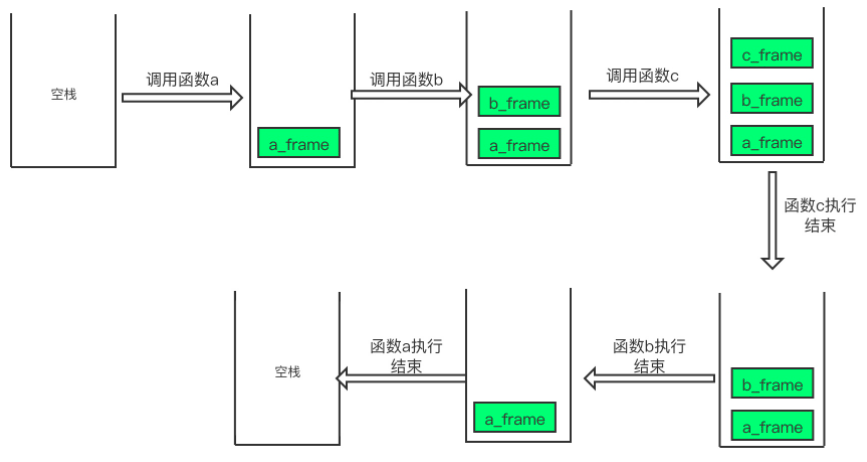 空栈
调用函数a
a_frame
调用函数b
b_frame
a_frame
调用函数c
c_frame
b_frame
a_frame
函数c执行
结束
b_frame
a_frame
函数b执行
结束
a_frame
函数a执行
结束
空栈